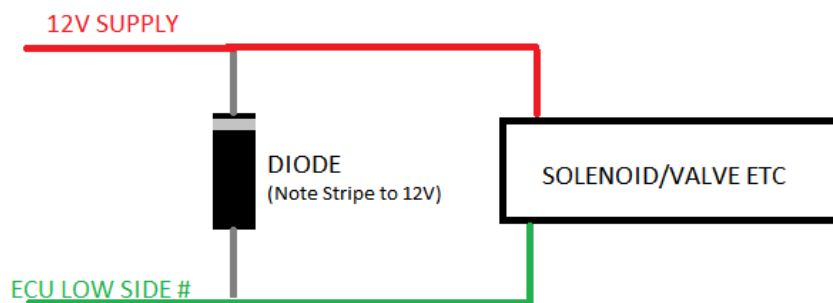 12V SUPPLY
DIODE
(Note Stripe to 12V)
SOLENOID/VALVE ETC
ECU LOW SIDE #